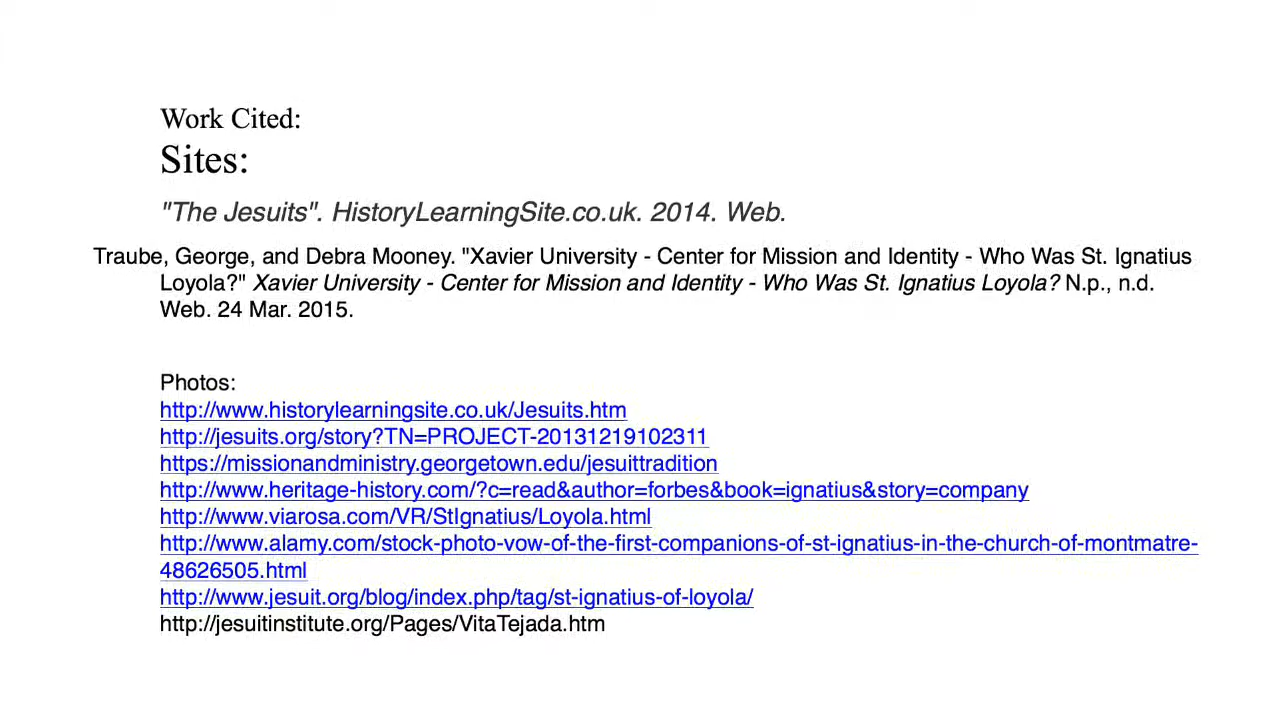 Work Cited:
Sites:
"The Jesuits". HistoryLearningSite.co.uk. 2014. Web.
Traube, George, and Debra Mooney. "Xavier University - Center for Mission and Identity - Who Was St. Ignatius
Loyola?" Xavier University - Center for Mission and Identity - Who Was St. Ignatius Loyola? N.p., n.d.
Web. 24 Mar. 2015.
Photos:
http://www.historylearningsite.co.uk/Jesuits.htm
http://jesuits.org/story?TN=PROJECT-20131219102311
https://missionandministry.georgetown.edu/jesuittradition
http://www.heritage-history.com/?c=read&author=forbes&book=ignatius&story=company
http://www.viarosa.com/VR/StIgnatius/Loyola.html
http://www.alamy.com/stock-photo-vow-of-the-first-companions-of-st-ignatius-in-the-church-of-montmatre-
48626505.html
http://www.jesuit.org/blog/index.php/tag/st-ignatius-of-loyola/
http://jesuitinstitute.org/Pages/VitaTejada.htm